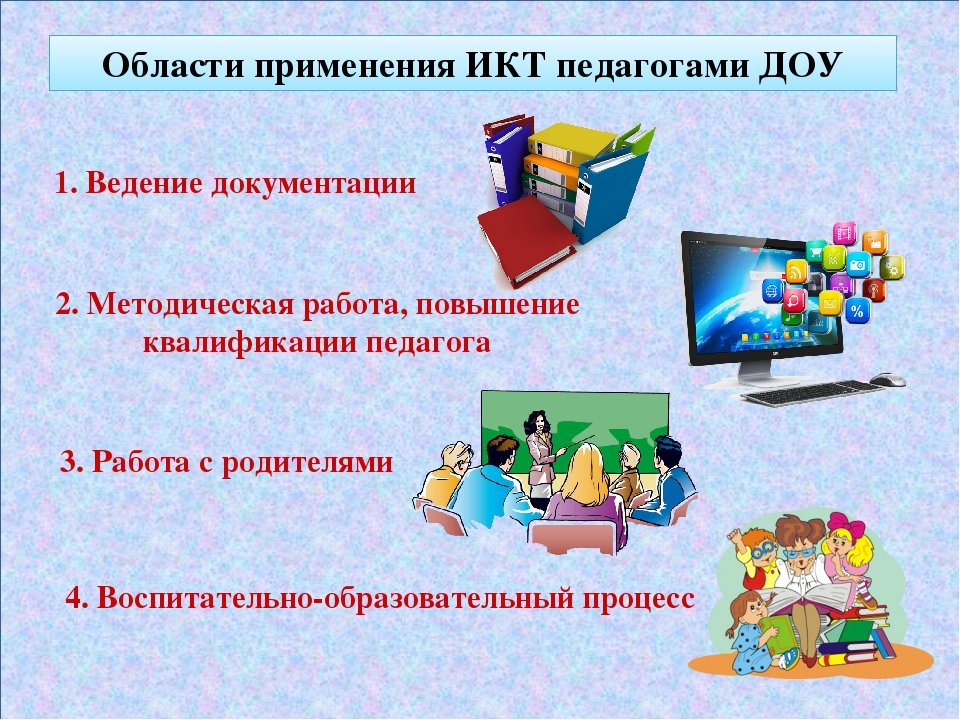 Области применения ИКТ педагогами ДОУ
1. Ведение документации
2. Методическая работа, повышение
квалификации педагога
3. Работа с родителями
4. Воспитательно-образовательный процесс